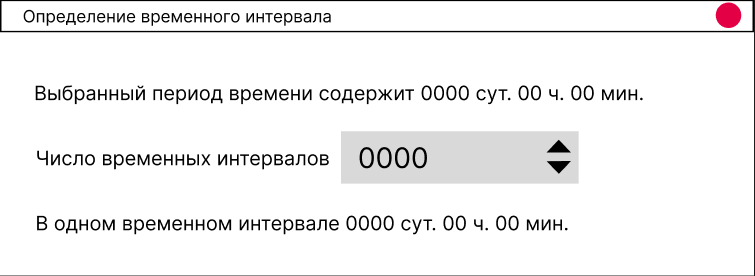 Определение временного интервала
Выбранный период времени содержит 0000 сут. 00 ч. 00 мин.
Число временных интервалов 0000
В одном временном интервале 0000 сут. 00 ч. 00 мин.